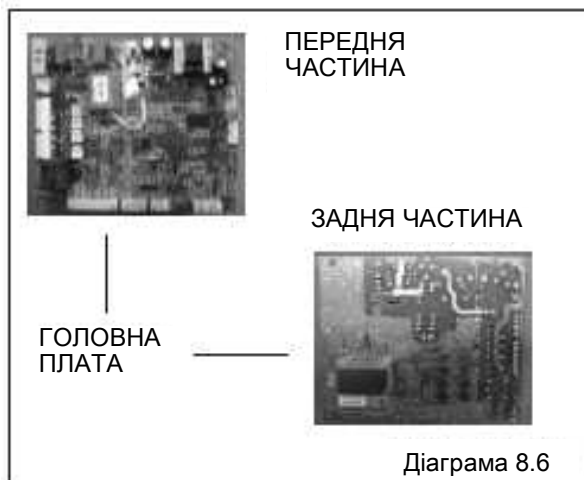 ПЕРЕДНЯ
ЧАСТИНА
ЗАДНЯ ЧАСТИНА
ГОЛОВНА
ПЛАТА
Діаграма 8.6